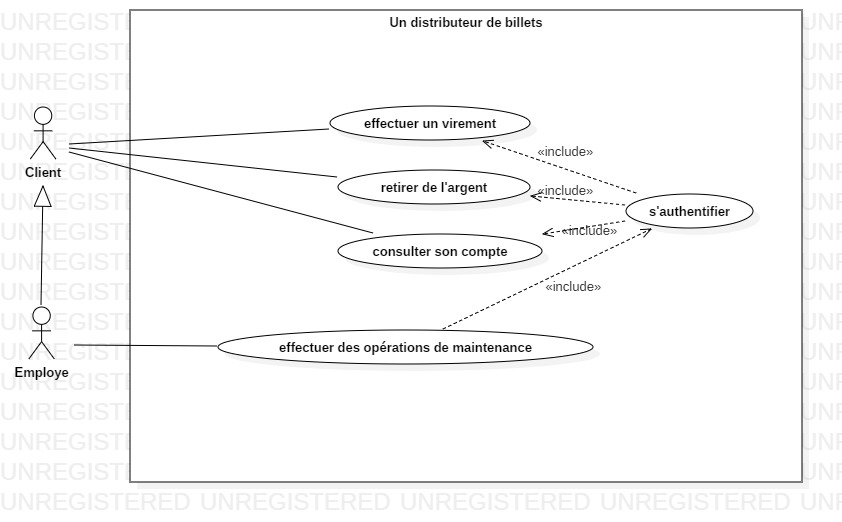 Un distributeur de billets
effectuer un virement
«include»
Client
retirer de l'argent
«include»
s'authentifier
consulter son compte
«include»
«include»
effectuer des opérations de maintenance
Employe
UNREGISTERED UNREGISTERED UNREGISTERED UNREGISTERED